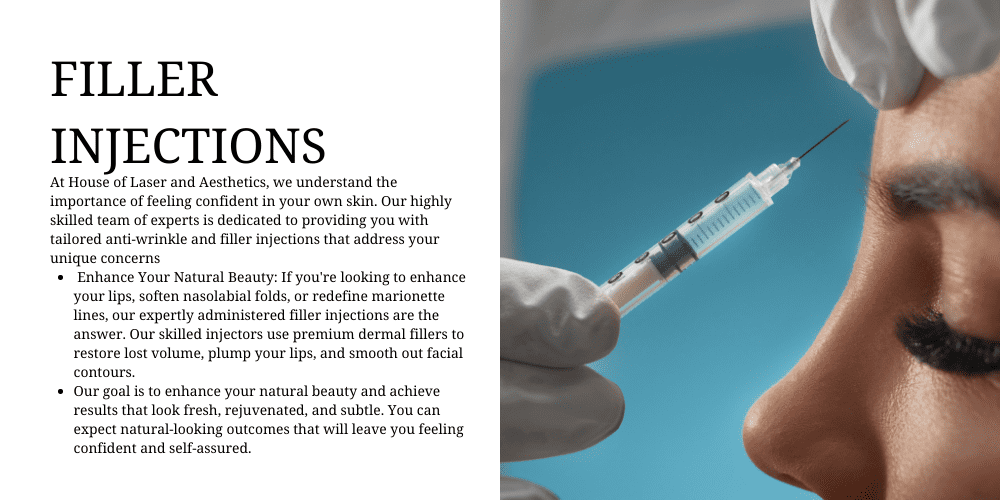 FILLER
INJECTIONS
At House of Laser and Aesthetics, we understand the
importance of feeling confident in your own skin. Our highly
skilled team of experts is dedicated to providing you with
tailored anti-wrinkle and filler injections that address your
unique concerns
• Enhance Your Natural Beauty: If you're looking to enhance
your lips, soften nasolabial folds, or redefine marionette
lines, our expertly administered filler injections are the
answer. Our skilled injectors use premium dermal fillers to
restore lost volume, plump your lips, and smooth out facial
contours.
• Our goal is to enhance your natural beauty and achieve
results that look fresh, rejuvenated, and subtle. You can
expect natural-looking outcomes that will leave you feeling
confident and self-assured.